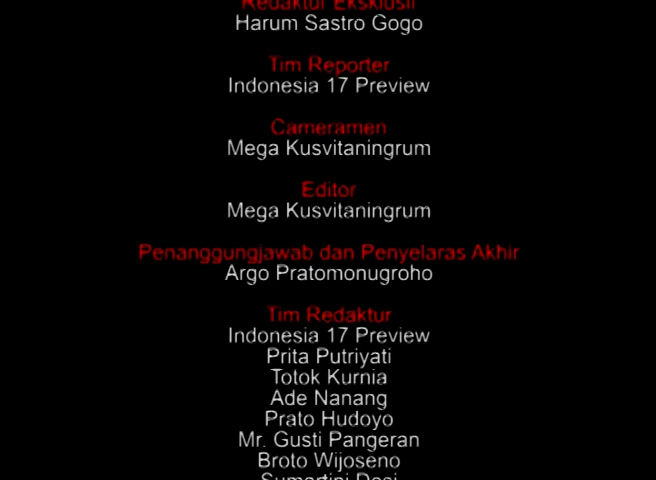 Redaktur Eksklusif
Harum Sastro Gogo
Tim Reporter
Indonesia 17 Preview
Cameramen
Mega Kusvitaningrum
Editor
Mega Kusvitaningrum
Penanggungjawab dan Penyelaras Akhir
Argo Pratomonugroho
Tim Redaktur
Indonesia 17 Preview
Prita Putriyati
Totok Kurnia
Ade Nanang
Prato Hudoyo
Mr. Gusti Pangeran
Broto Wijoseno